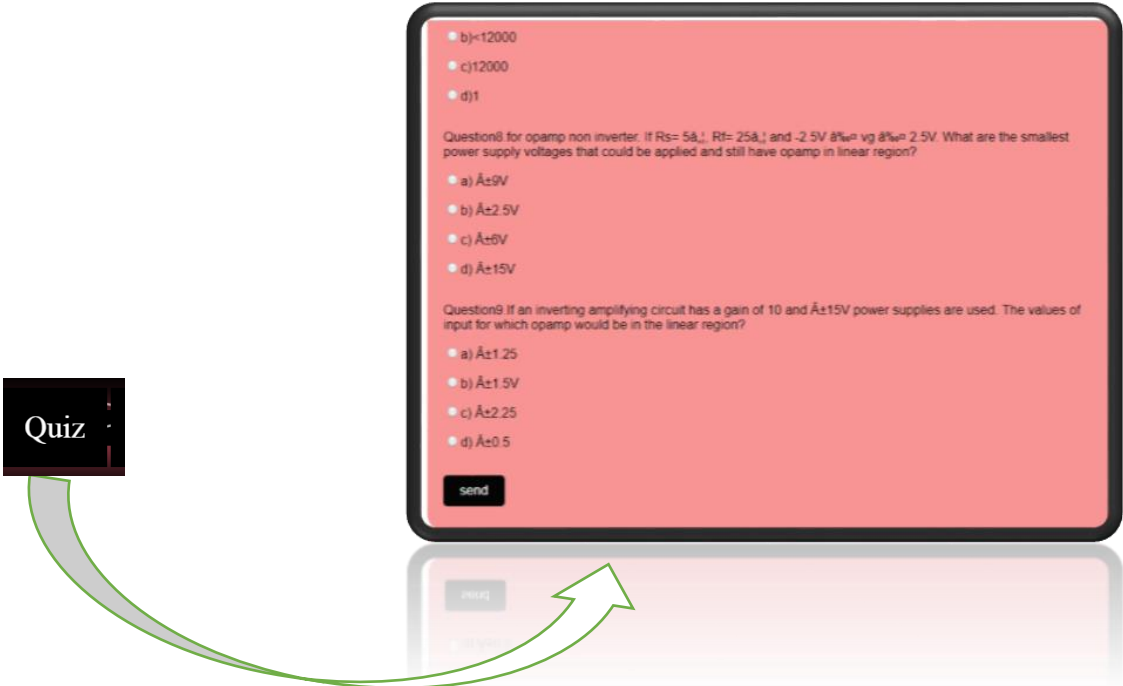 b)<12000
c)12000
d)1
Question8.for opamp non inverter. If Rs= 5â„¦, Rf= 25â„¦ and -2.5V â‰¤ vg â‰¤ 2.5V. What are the smallest
power supply voltages that could be applied and still have opamp in linear region?
a) Â±9V
b) Â±2.5V
c) Â±6V
d) Â±15V
Question9.If an inverting amplifying circuit has a gain of 10 and Â±15V power supplies are used. The values of
input for which opamp would be in the linear region?
a) Â±1.25
b) Â±1.5V
c) Â±2.25
d) Â±0.5
send
Quiz